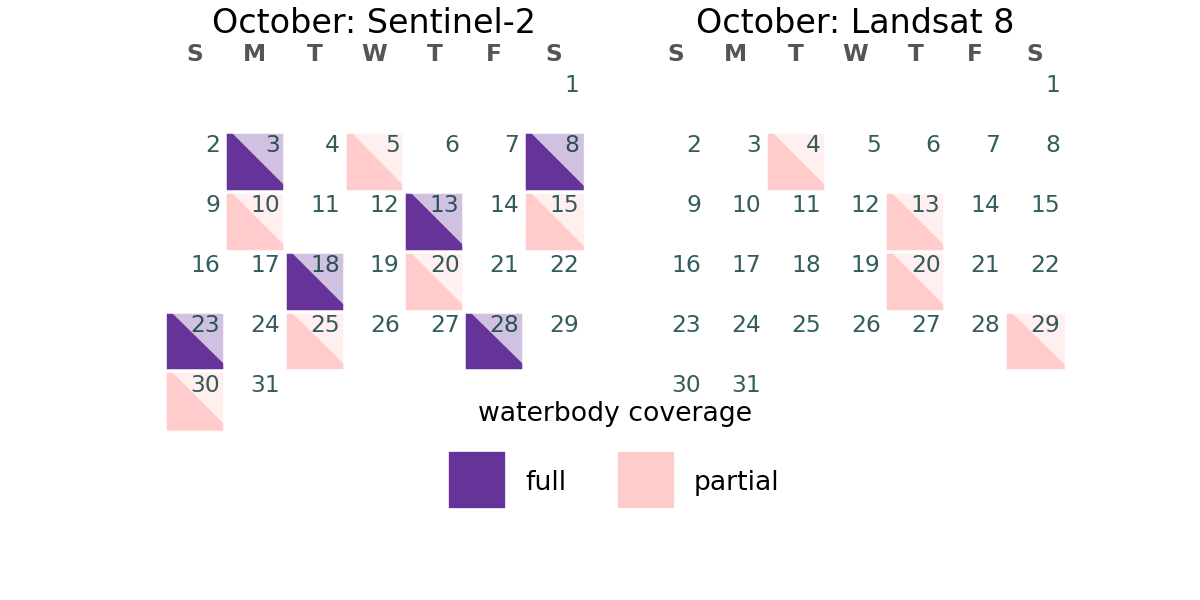 October: Sentinel-2
S M T W T F S
1
2 3 4 5 6 7 8
9 10 11 12 13 14 15
16 17 18 19 20 21 22
23 24 25 26 27 28 29
30 31
October: Landsat 8
S M T W T F S
1
2 3 4 5 6 7 8
9 10 11 12 13 14 15
16 17 18 19 20 21 22
23 24 25 26 27 28 29
30 31
waterbody coverage
full
partial